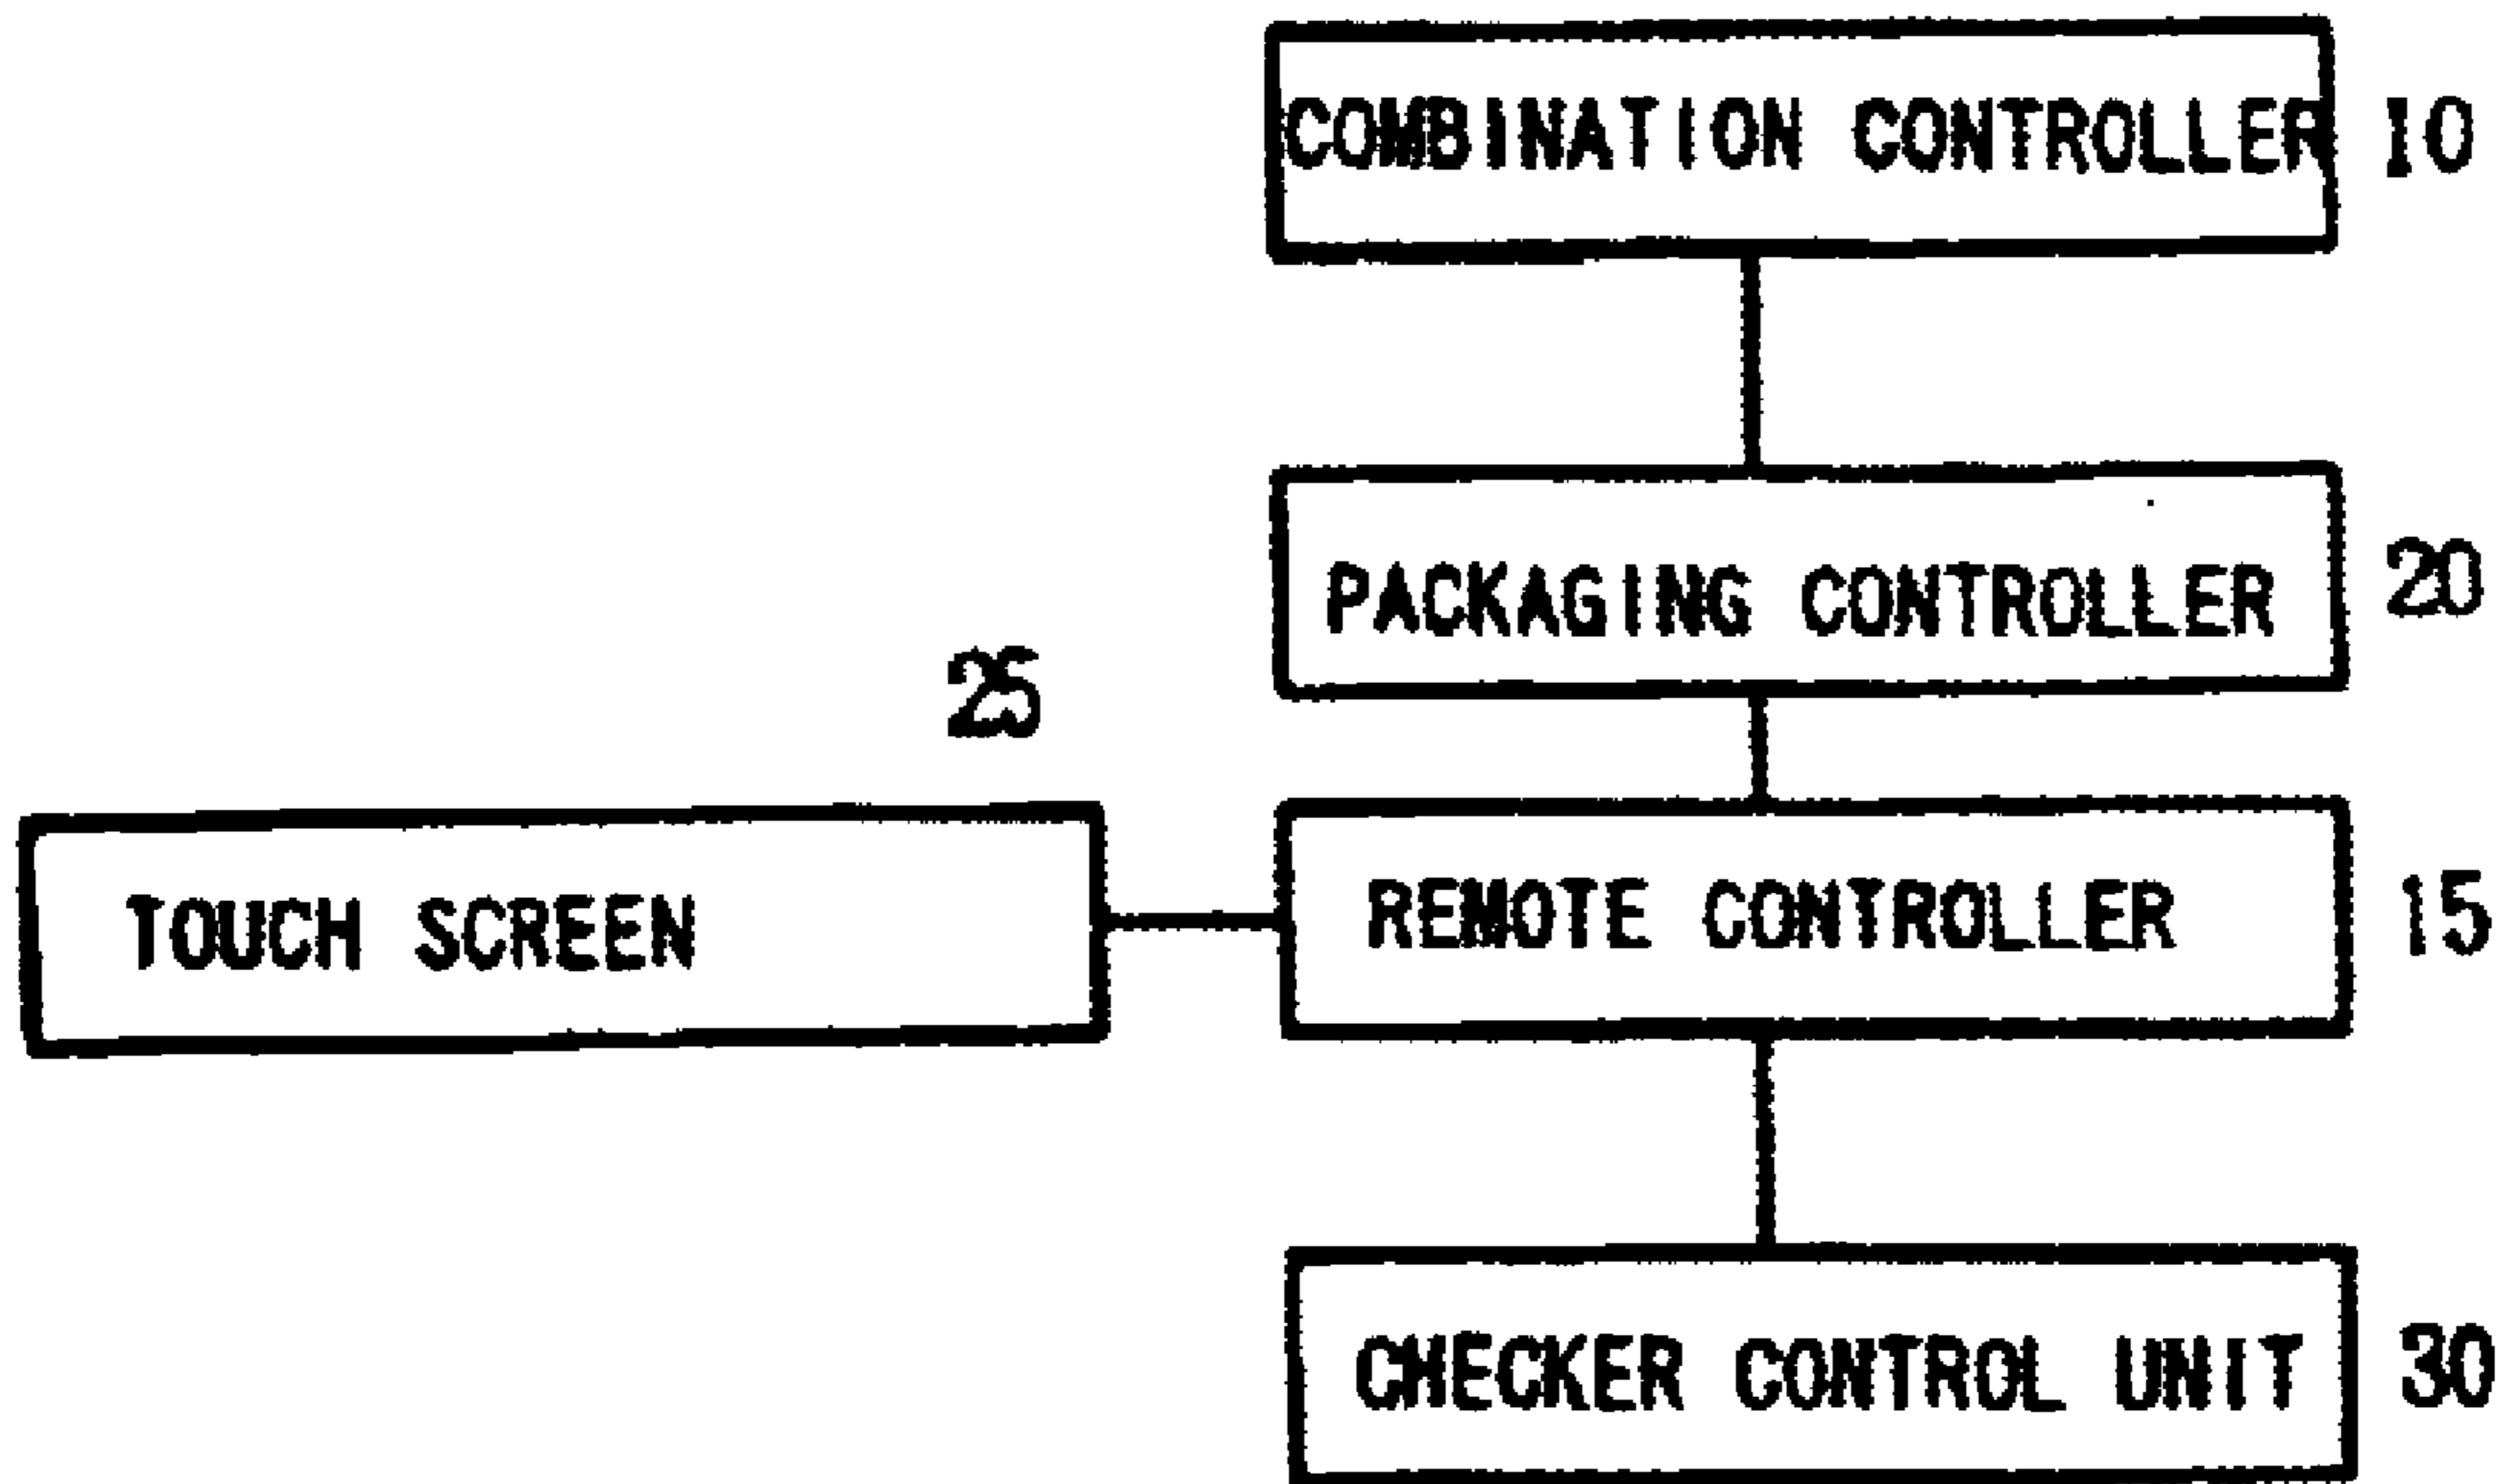 COMBINATION CONTROLLER 10
PACKAGING CONTROLLER 20
25
TOUCH SCREEN
REMOTE CONTROLLER 15
CHECKER CONTROL UNIT 30